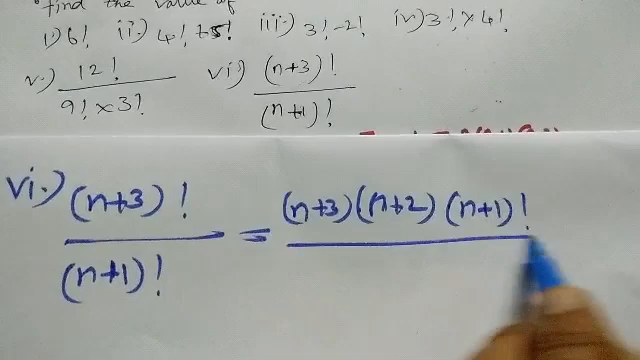 find the value of
i) 6! ii.) 4! + 5! iii.) 3! - 2! iv) 3! × 4!
v.) 12! / 9! × 3! vi) (n+3)! / (n+1)!
vi.) (n+3)! / (n+1)! = (n+3)(n+2)(n+1)!